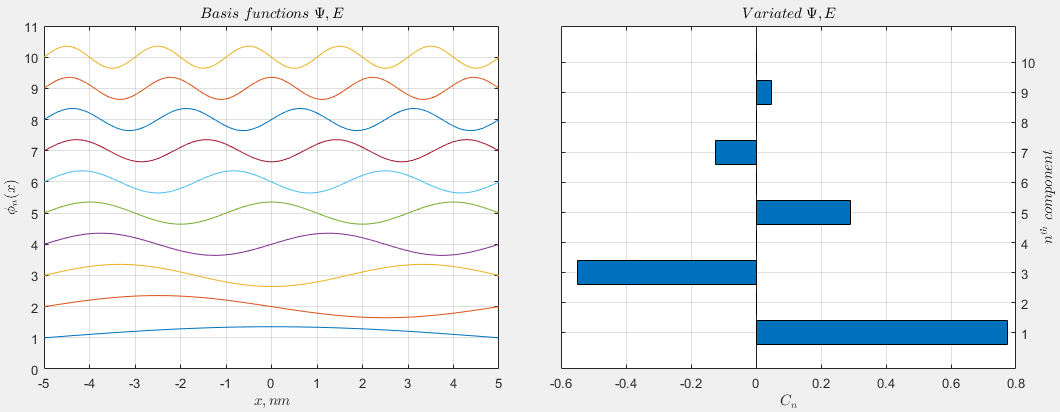 Basis functions Ψ, E
11
10
9
8
7
6
5
4
3
2
1
0
ϕn(x)
-5 -4 -3 -2 -1 0 1 2 3 4 5
x, nm
Variated Ψ, E
10
9
8
7
6
5
4
3
2
1
nth component
-0.6 -0.4 -0.2 0 0.2 0.4 0.6 0.8
Cn